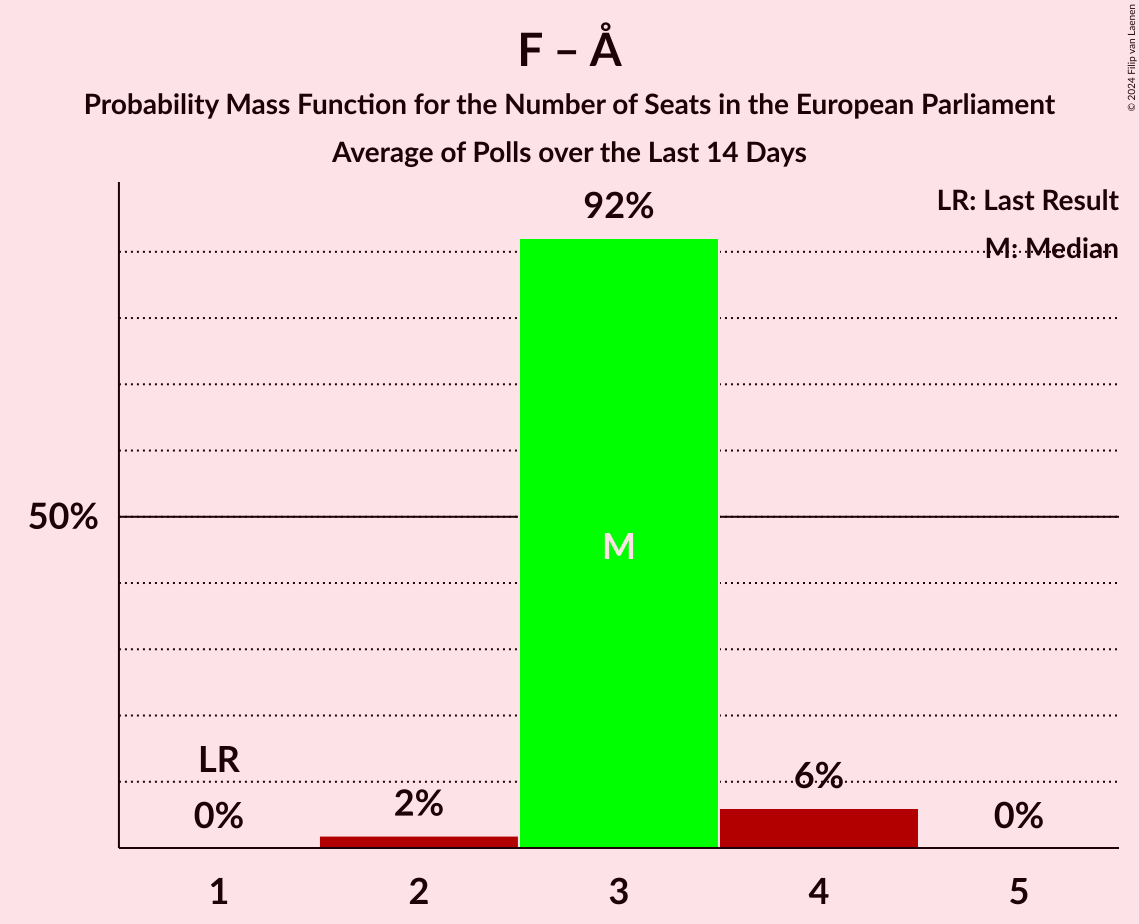 F – Å
Probability Mass Function for the Number of Seats in the European Parliament
Average of Polls over the Last 14 Days
© 2024 Filip van Laenen
LR: Last Result
M: Median
92%
50%
M
LR
0%
2%
6%
0%
1 2 3 4 5